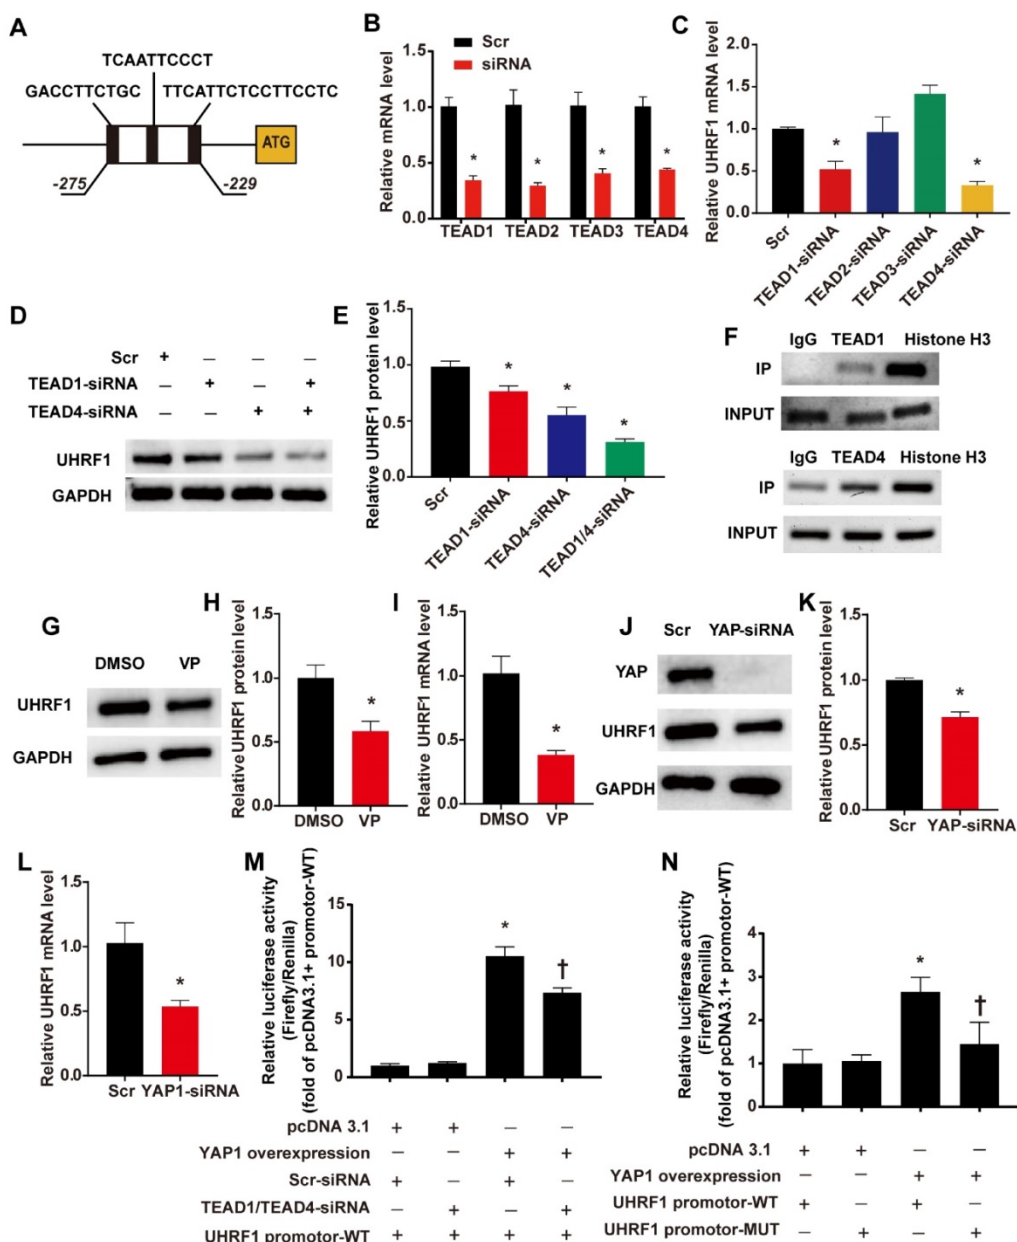 A
TCAATTCCCT
GACCTTCTGC TTCATTCTCCTTCCTC
ATG
-275 -229
B
Relative mRNA level
Scr
siRNA
1.5
1.0
0.5
0.0
* * * *
TEAD1 TEAD2 TEAD3 TEAD4
C
Relative UHRF1 mRNA level
2.0
1.5
1.0
0.5
0.0
* *
Scr
TEAD1-siRNA
TEAD2-siRNA
TEAD3-siRNA
TEAD4-siRNA
D
Scr + – – –
TEAD1-siRNA – + – +
TEAD4-siRNA – – + +
UHRF1
GAPDH
E
Relative UHRF1 protein level
1.5
1.0
0.5
0.0
* * *
Scr
TEAD1-siRNA
TEAD4-siRNA
TEAD1/4-siRNA
F
IgG TEAD1 Histone H3
IP
INPUT
IgG TEAD4 Histone H3
IP
INPUT
G
DMSO VP
UHRF1
GAPDH
H
Relative UHRF1 protein level
1.5
1.0
0.5
0.0
*
DMSO VP
I
Relative UHRF1 mRNA level
1.5
1.0
0.5
0.0
*
DMSO VP
J
Scr YAP-siRNA
YAP
UHRF1
GAPDH
K
Relative UHRF1 protein level
1.5
1.0
0.5
0.0
*
Scr YAP-siRNA
L
Relative UHRF1 mRNA level
1.5
1.0
0.5
0.0
*
Scr YAP1-siRNA
M
Relative luciferase activity
(Firefly/Renilla)
(fold of pcDNA3.1+ promotor-WT)
15
10
5
0
* †
pcDNA 3.1 + + – –
YAP1 overexpression – – + +
Scr-siRNA + – + –
TEAD1/TEAD4-siRNA – + – +
UHRF1 promotor-WT + + + +
N
Relative luciferase activity
(Firefly/Renilla)
(fold of pcDNA3.1+ promotor-WT)
4
3
2
1
0
* †
pcDNA 3.1 + + – –
YAP1 overexpression – – + +
UHRF1 promotor-WT + – + –
UHRF1 promotor-MUT – + – +